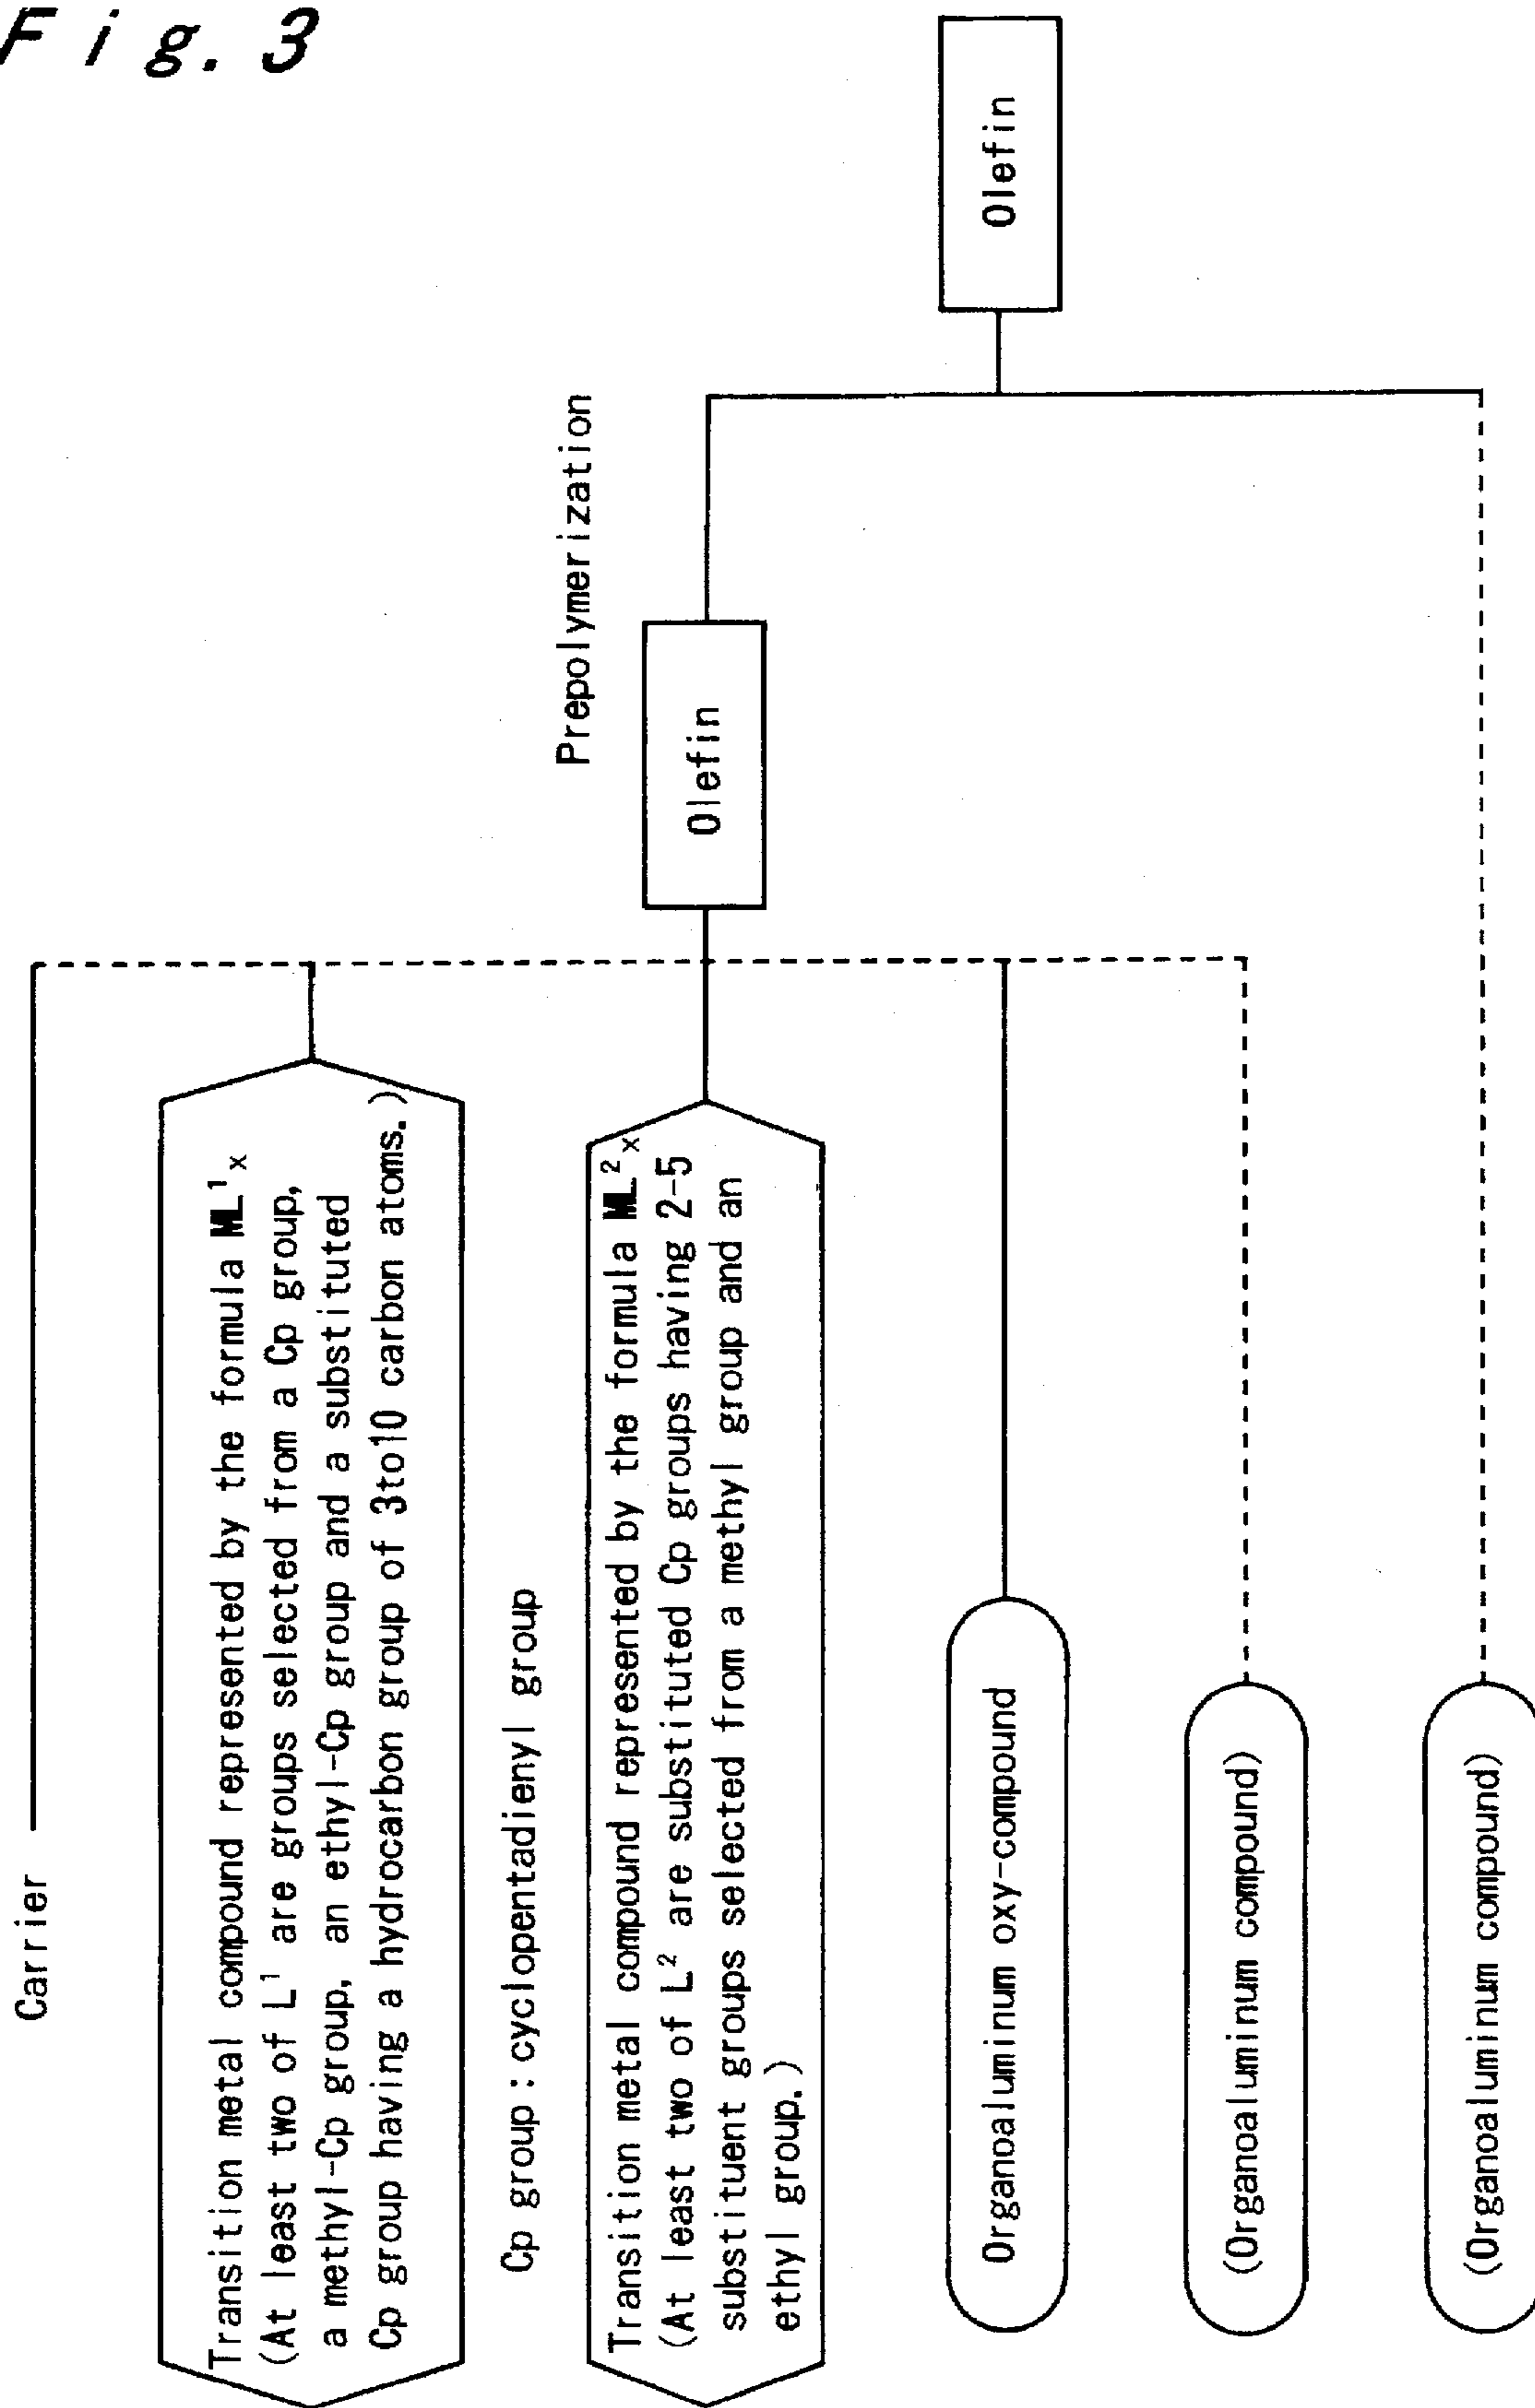 Fig. 3
Carrier
Transition metal compound represented by the formula ML¹x
(At least two of L¹ are groups selected from a Cp group,
a methyl-Cp group, an ethyl-Cp group and a substituted
Cp group having a hydrocarbon group of 3to10 carbon atoms.)
Cp group : cyclopentadienyl group
Transition metal compound represented by the formula ML²x
(At least two of L² are substituted Cp groups having 2-5
substituent groups selected from a methyl group and an
ethyl group.)
Prepolymerization
Olefin
Olefin
Organoaluminum oxy-compound
(Organoaluminum compound)
(Organoaluminum compound)